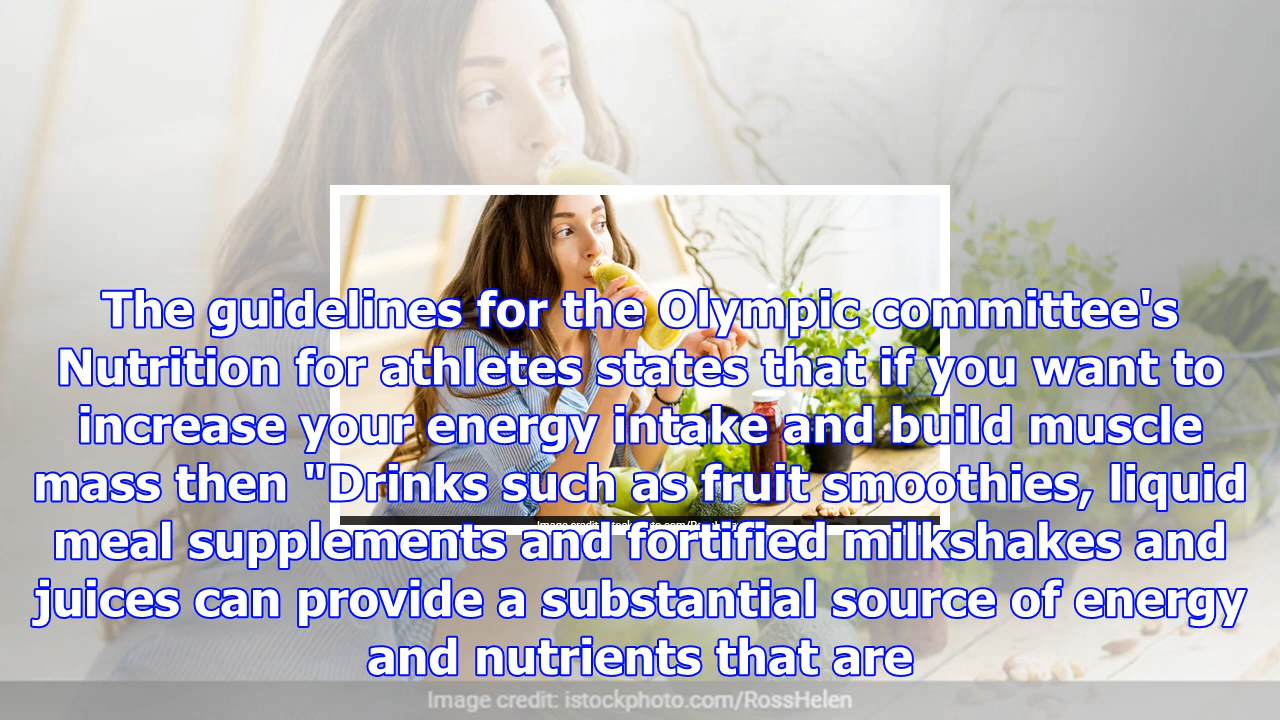 The guidelines for the Olympic committee's
Nutrition for athletes states that if you want to
increase your energy intake and build muscle
mass then "Drinks such as fruit smoothies, liquid
meal supplements and fortified milkshakes and
juices can provide a substantial source of energy
and nutrients that are
Image credit: istockphoto.com/RossHelen